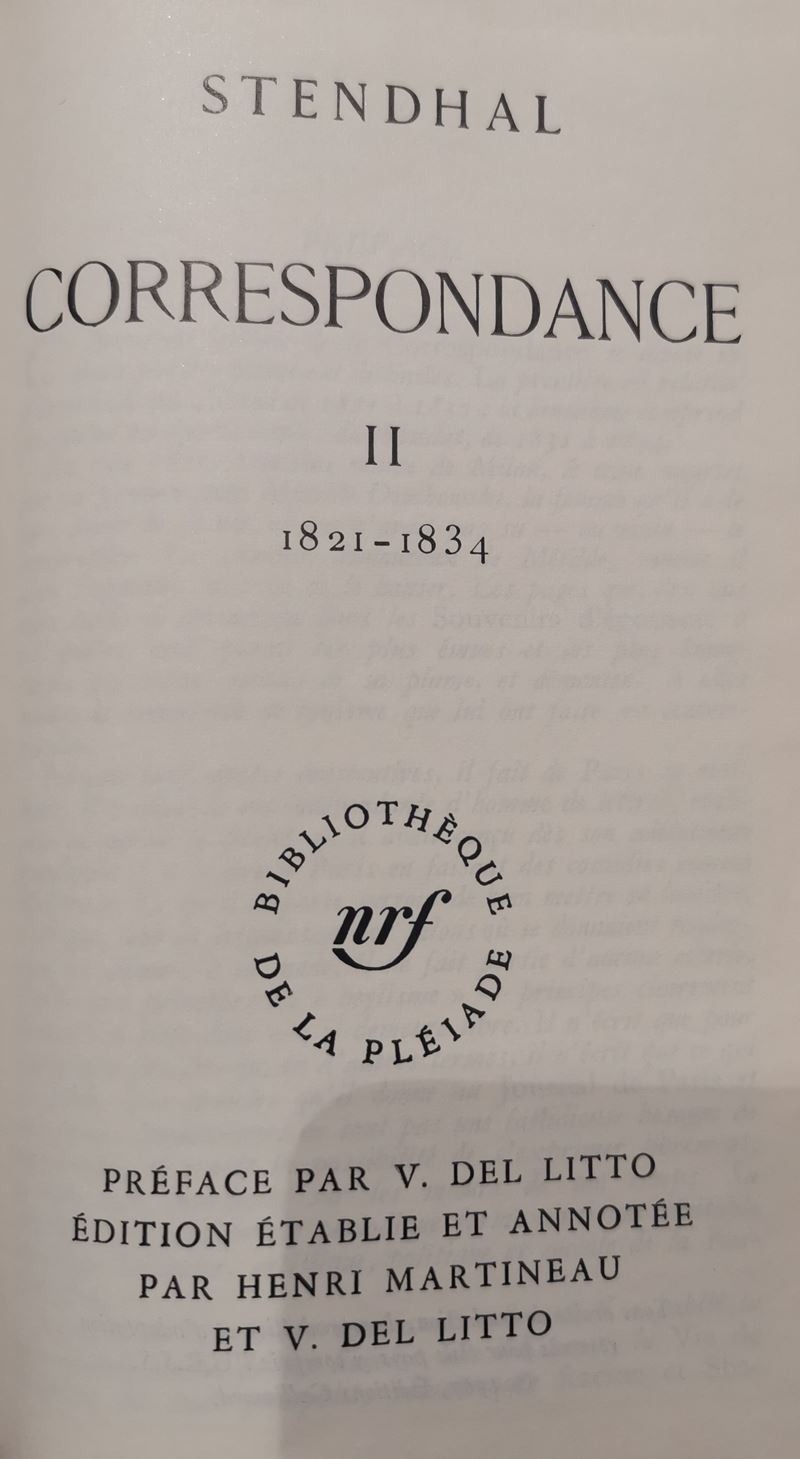 STENDHAL
CORRESPONDANCE
II
1821-1834
BIBLIOTHÈQUE
nrf
DE LA PLÉIADE
PRÉFACE PAR V. DEL LITTO
ÉDITION ÉTABLIE ET ANNOTÉE
PAR HENRI MARTINEAU
ET V. DEL LITTO